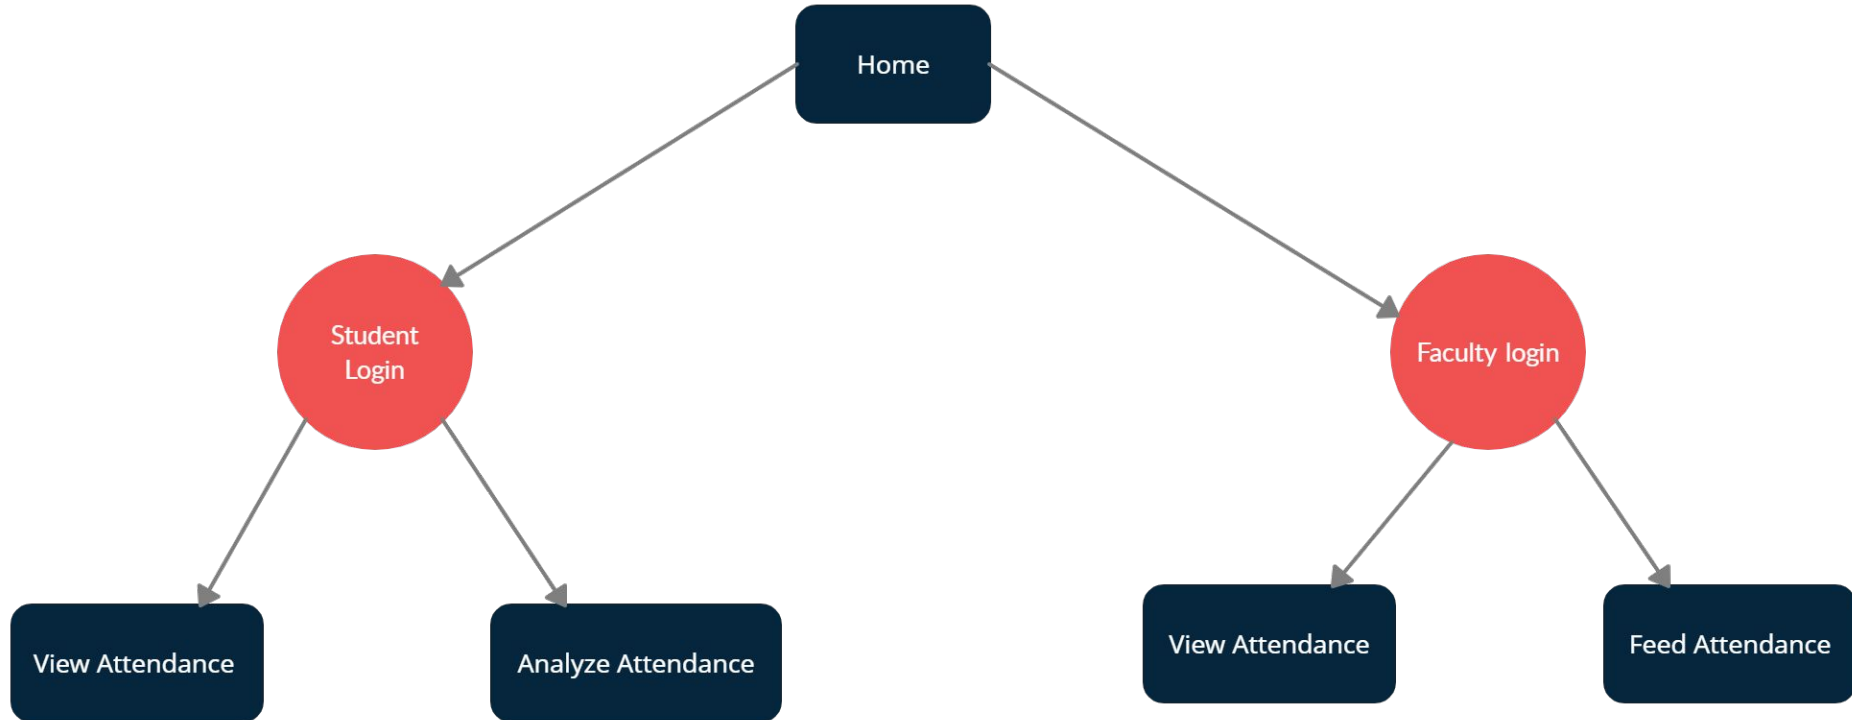 Home
Student
Login
Faculty login
View Attendance
Analyze Attendance
View Attendance
Feed Attendance